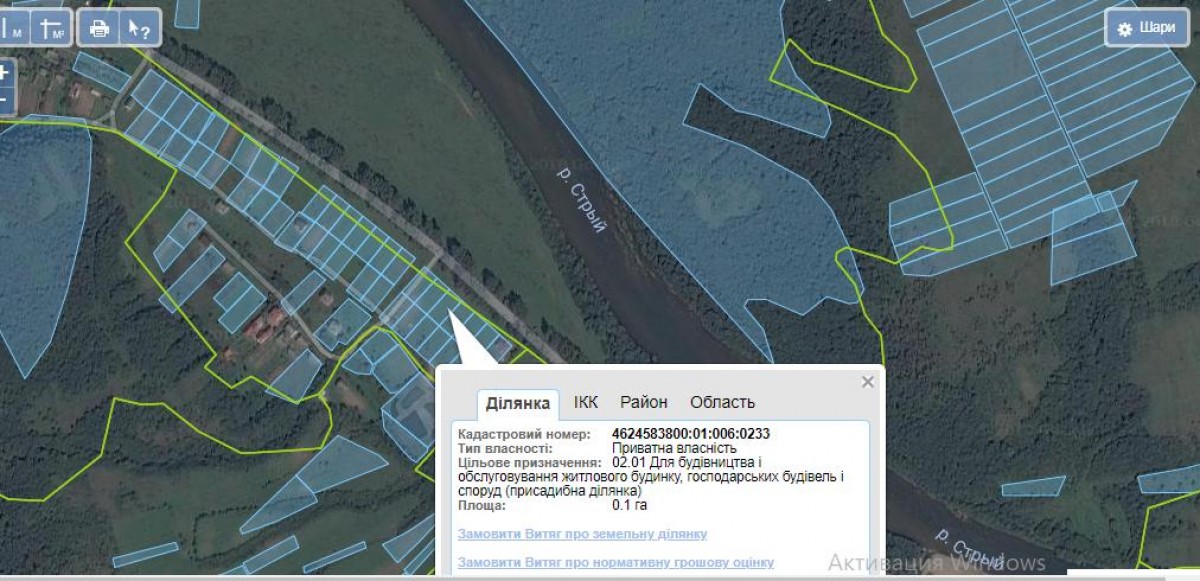 м
м²
?
Шари
+
−
р. Стрый
Ділянка ІКК Район Область
Кадастровий номер: 4624583800:01:006:0233
Тип власності: Приватна власність
Цільове призначення: 02.01 Для будівництва і
обслуговування житлового будинку, господарських будівель і
споруд (присадибна ділянка)
Площа: 0.1 га
Замовити Витяг про земельну ділянку
Замовити Витяг про нормативну грошову оцінку
р. Стрый
Активация Windows